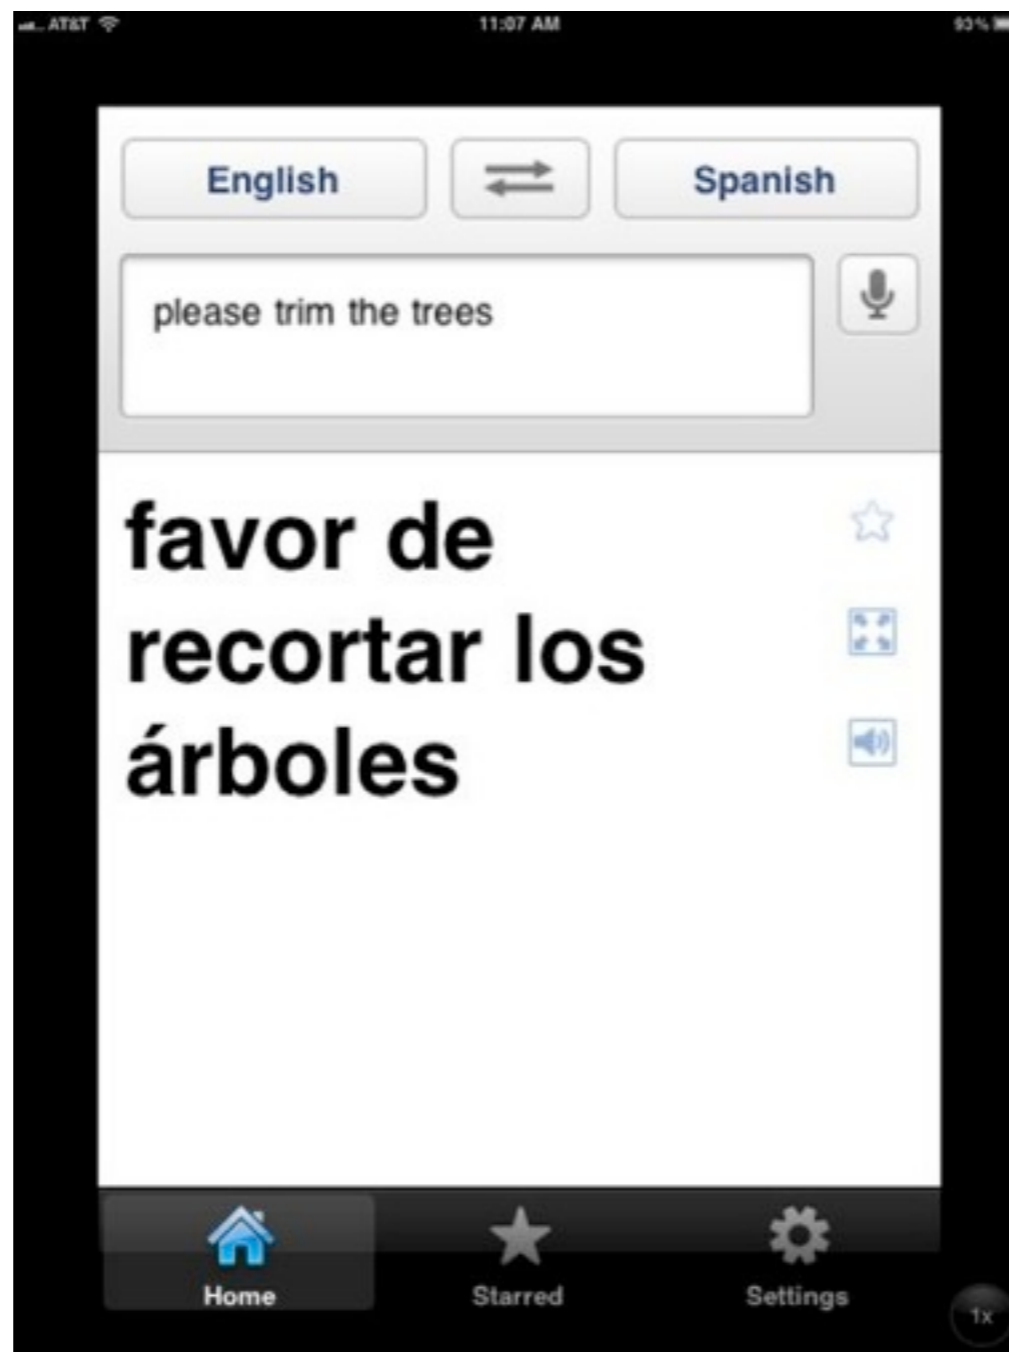 AT&T 11:07 AM 93%
English Spanish
please trim the trees
favor de
recortar los
árboles
Home Starred Settings
1x